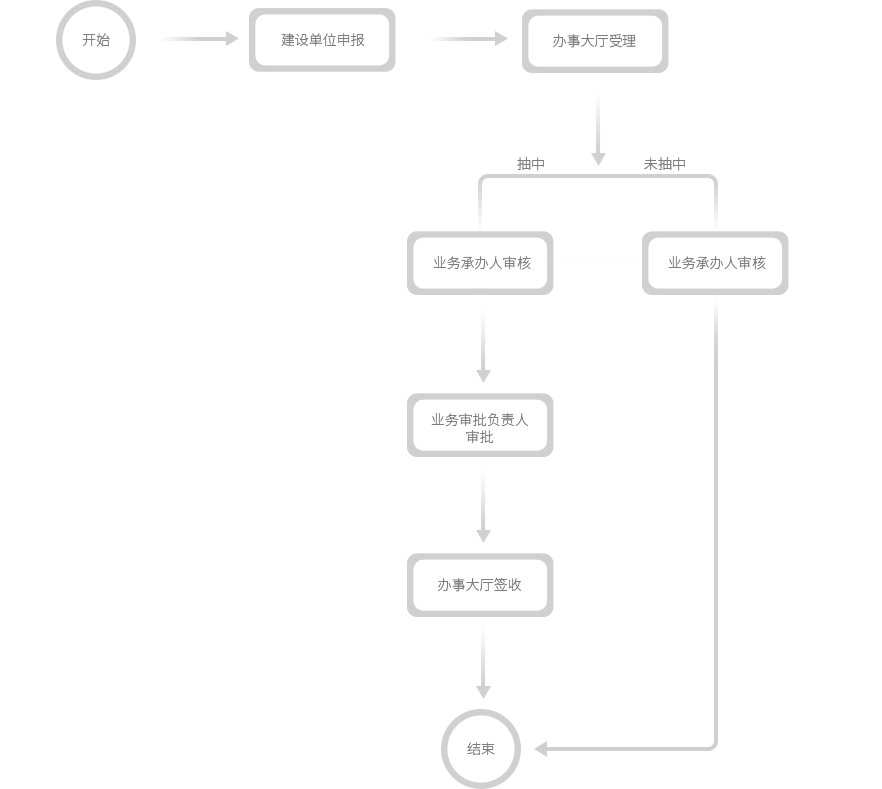 开始
建设单位申报
办事大厅受理
抽中
未抽中
业务承办人审核
业务承办人审核
业务审批负责人
审批
办事大厅签收
结束